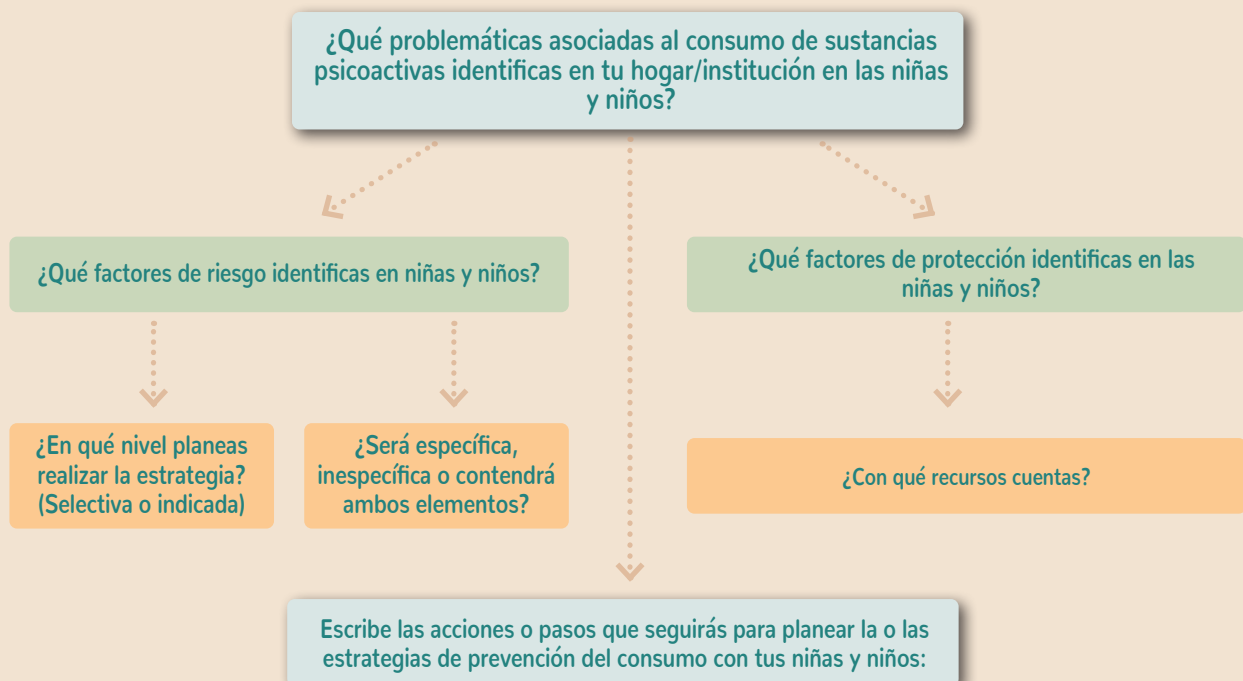 ¿Qué problemáticas asociadas al consumo de sustancias
psicoactivas identificas en tu hogar/institución en las niñas
y niños?
¿Qué factores de riesgo identificas en niñas y niños?
¿Qué factores de protección identificas en las
niñas y niños?
¿En qué nivel planeas
realizar la estrategia?
(Selectiva o indicada)
¿Será específica,
inespecífica o contendrá
ambos elementos?
¿Con qué recursos cuentas?
Escribe las acciones o pasos que seguirás para planear la o las
estrategias de prevención del consumo con tus niñas y niños: